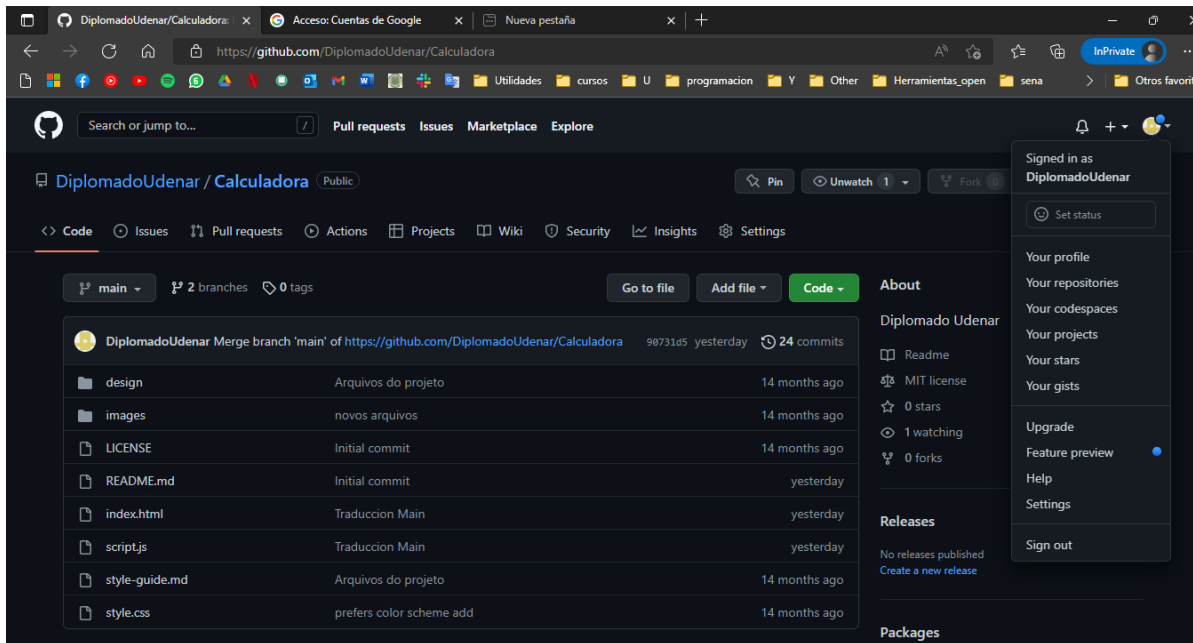 DiplomadoUdenar/Calculadora:
Acceso: Cuentas de Google
Nueva pestaña
https://github.com/DiplomadoUdenar/Calculadora
InPrivate
Utilidades cursos U programacion Y Other Herramientas_open sena Otros favorit
Search or jump to... /
Pull requests Issues Marketplace Explore
DiplomadoUdenar / Calculadora Public
Pin
Unwatch 1
Fork 0
Code Issues Pull requests Actions Projects Wiki Security Insights Settings
main 2 branches 0 tags
Go to file Add file Code
DiplomadoUdenar Merge branch 'main' of https://github.com/DiplomadoUdenar/Calculadora 90731d5 yesterday 24 commits
design Arquivos do projeto 14 months ago
images novos arquivos 14 months ago
LICENSE Initial commit 14 months ago
README.md Initial commit yesterday
index.html Traduccion Main yesterday
script.js Traduccion Main yesterday
style-guide.md Arquivos do projeto 14 months ago
style.css prefers color scheme add 14 months ago
About
Diplomado Udenar
Readme
MIT license
0 stars
1 watching
0 forks
Releases
No releases published
Create a new release
Packages
Signed in as
DiplomadoUdenar
Set status
Your profile
Your repositories
Your codespaces
Your projects
Your stars
Your gists
Upgrade
Feature preview
Help
Settings
Sign out